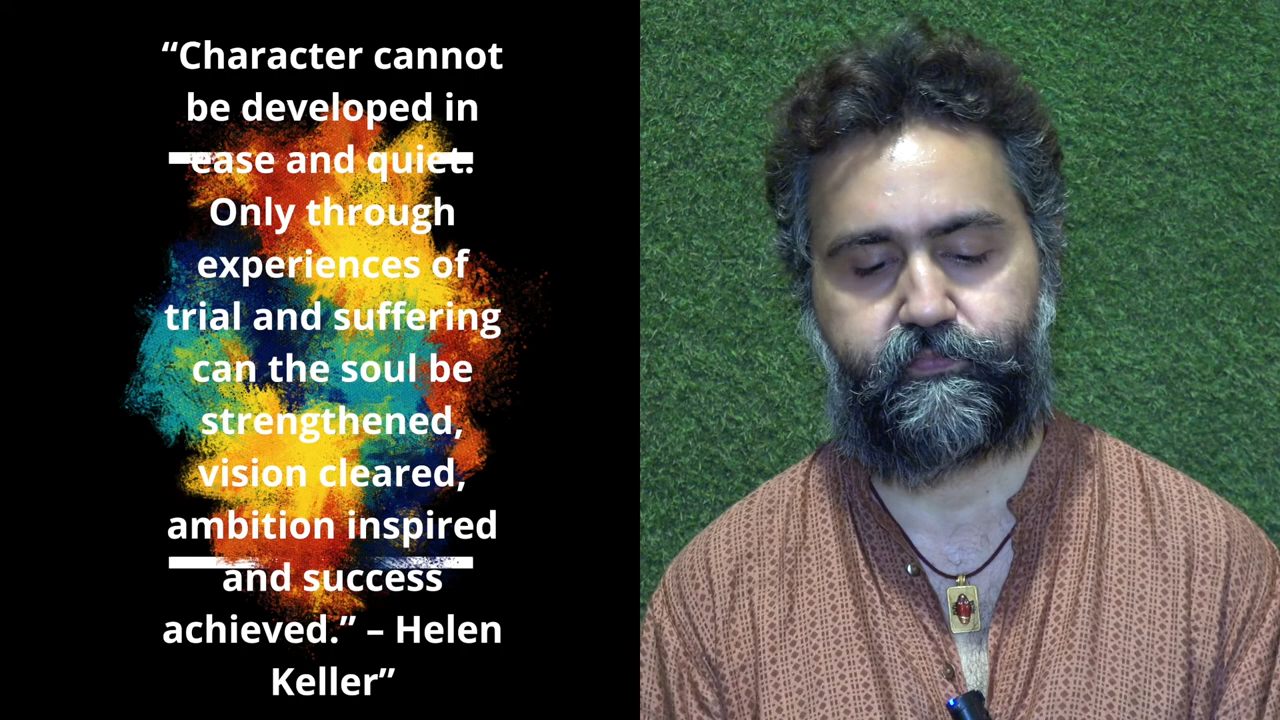 “Character cannot
be developed in
ease and quiet.
Only through
experiences of
trial and suffering
can the soul be
strengthened,
vision cleared,
ambition inspired
and success
achieved.” – Helen
Keller”